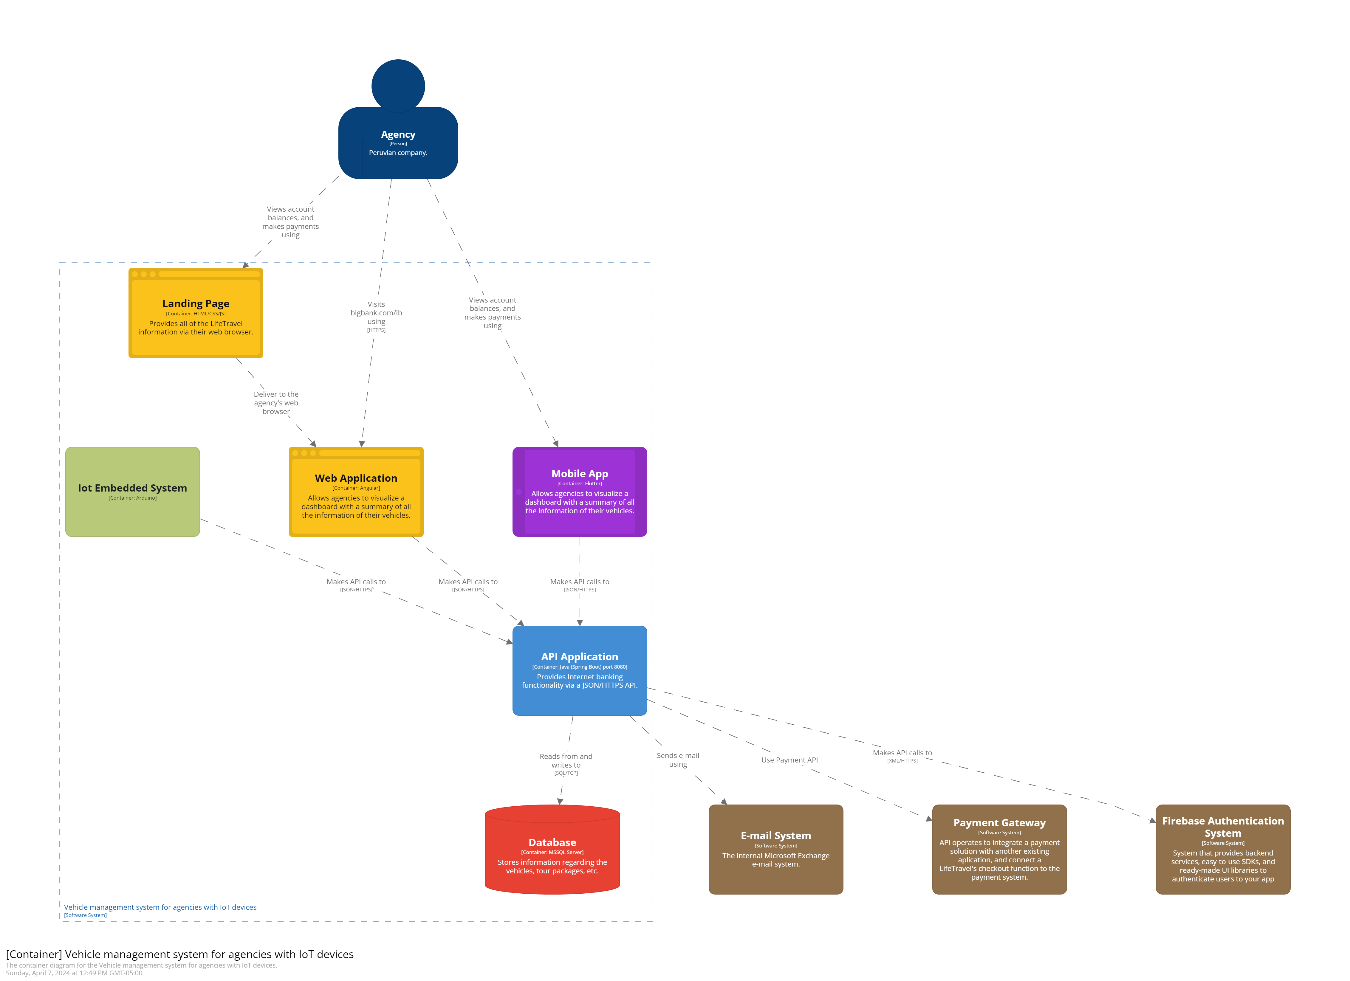 Agency
[Person]
Peruvian company.
Views account
balances, and
makes payments
using
Visits
bigbank.com/ib
using
[HTTPS]
Views account
balances, and
makes payments
using
Landing Page
[Container: HTML/CSS/JS]
Provides all of the LifeTravel
information via their web browser.
Deliver to the
agency's web
browser
Iot Embedded System
[Container: Arduino]
Web Application
[Container: Angular]
Allows agencies to visualize a
dashboard with a summary of all
the information of their vehicles.
Mobile App
[Container: Flutter]
Allows agencies to visualize a
dashboard with a summary of all
the information of their vehicles.
Makes API calls to
[JSON/HTTPS]
Makes API calls to
[JSON/HTTPS]
Makes API calls to
[JSON/HTTPS]
API Application
[Container: Java (Spring Boot) port 8080]
Provides Internet banking
functionality via a JSON/HTTPS API.
Reads from and
writes to
[SQL/TCP]
Sends e-mail
using
Use Payment API
Makes API calls to
[XML/HTTPS]
Database
[Container: MSSQL Server]
Stores information regarding the
vehicles, tour packages, etc.
E-mail System
[Software System]
The internal Microsoft Exchange
e-mail system.
Payment Gateway
[Software System]
API operates to integrate a payment
solution with another existing
aplication, and connect a
LifeTravel's checkout function to the
payment system.
Firebase Authentication
System
[Software System]
System that provides backend
services, easy to use SDKs, and
ready-made UI libraries to
authenticate users to your app
Vehicle management system for agencies with IoT devices
[Software System]
[Container] Vehicle management system for agencies with IoT devices
The container diagram for the Vehicle management system for agencies with IoT devices.
Sunday, April 7, 2024 at 12:49 PM GMT-05:00